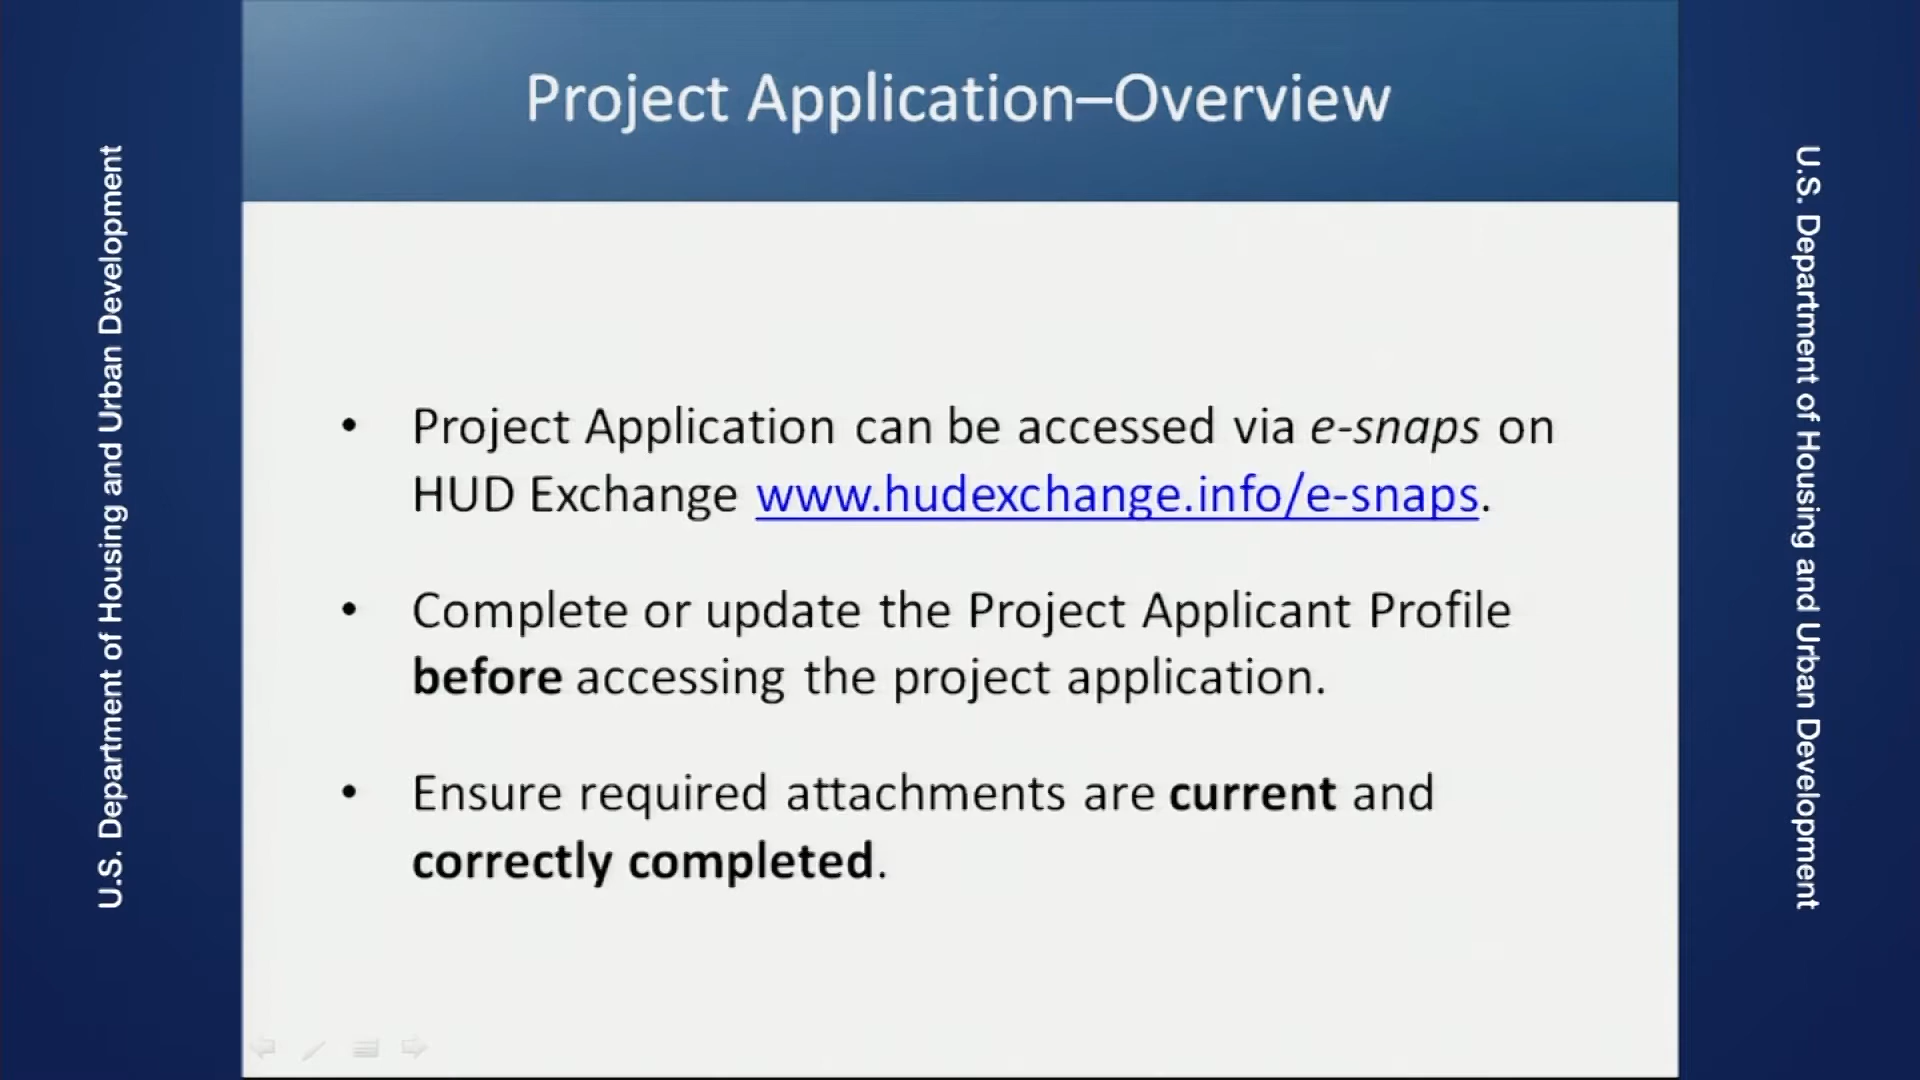 Project Application–Overview
U.S. Department of Housing and Urban Development
• Project Application can be accessed via e-snaps on
HUD Exchange www.hudexchange.info/e-snaps.
• Complete or update the Project Applicant Profile
before accessing the project application.
• Ensure required attachments are current and
correctly completed.
U.S. Department of Housing and Urban Development